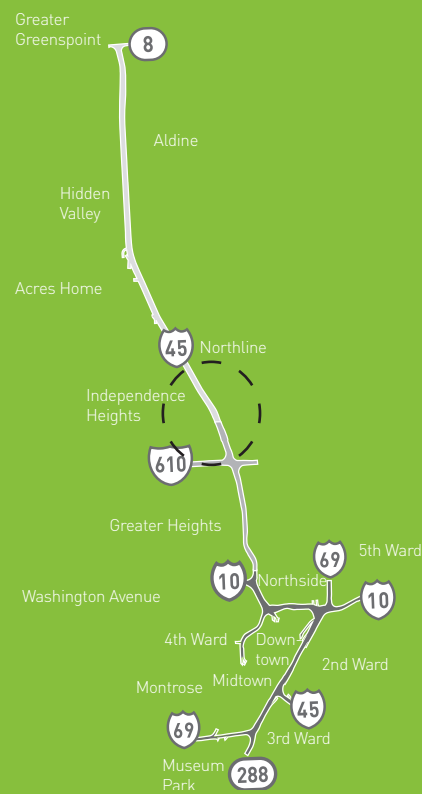 Greater
Greenspoint
8
Aldine
Hidden
Valley
Acres Home
45
Northline
Independence
Heights
610
Greater Heights
69
5th Ward
10
Northside
10
Washington Avenue
4th Ward
Down-
town
2nd Ward
Midtown
Montrose
45
69
3rd Ward
Museum
Park
288